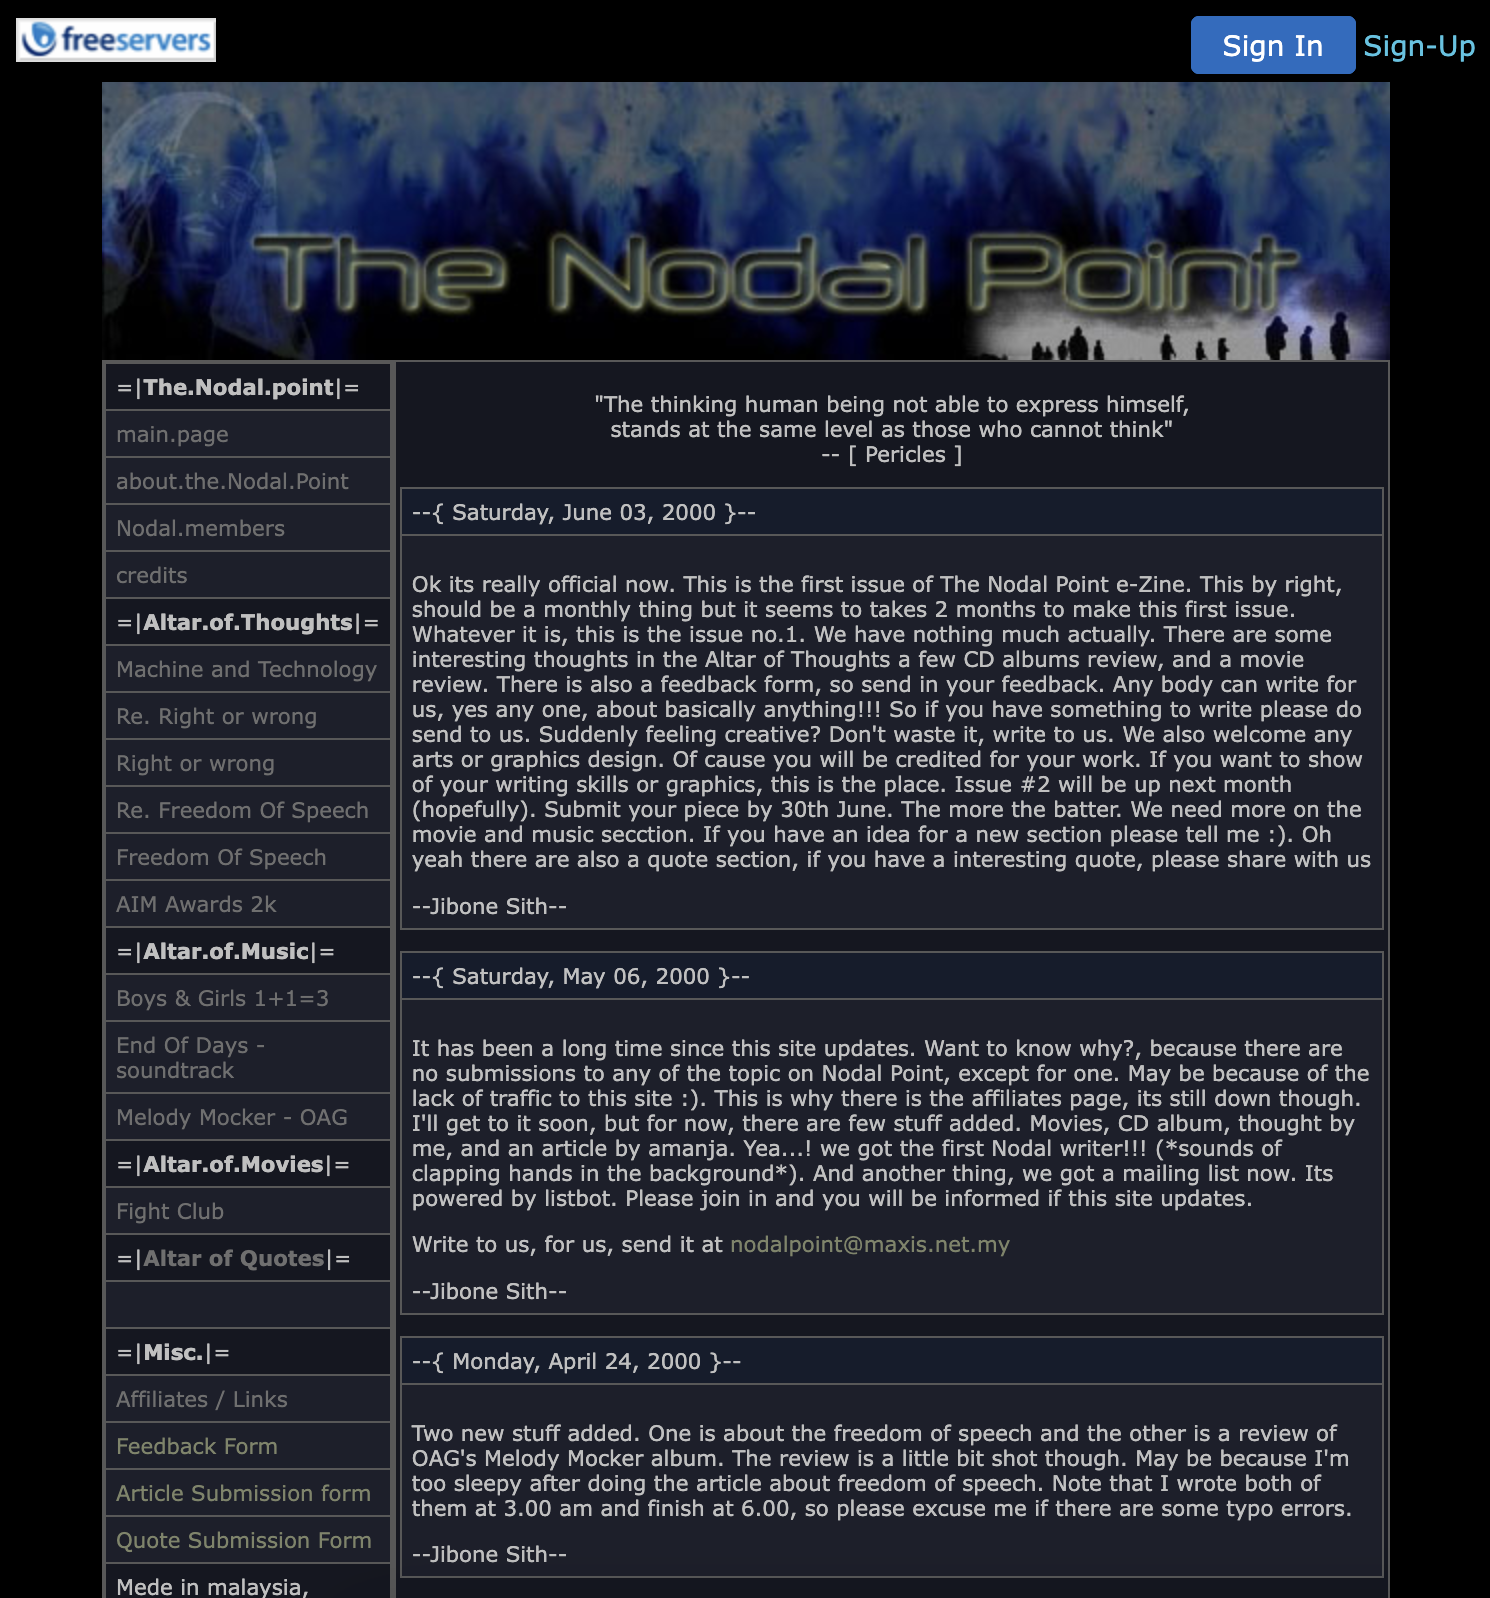 freeservers
Sign In
Sign-Up
The Nodal Point
=|The.Nodal.point|=
main.page
about.the.Nodal.Point
Nodal.members
credits
=|Altar.of.Thoughts|=
Machine and Technology
Re. Right or wrong
Right or wrong
Re. Freedom Of Speech
Freedom Of Speech
AIM Awards 2k
=|Altar.of.Music|=
Boys & Girls 1+1=3
End Of Days -
soundtrack
Melody Mocker - OAG
=|Altar.of.Movies|=
Fight Club
=|Altar of Quotes|=
=|Misc.|=
Affiliates / Links
Feedback Form
Article Submission form
Quote Submission Form
Mede in malaysia,
"The thinking human being not able to express himself,
stands at the same level as those who cannot think"
-- [ Pericles ]
--{ Saturday, June 03, 2000 }--
Ok its really official now. This is the first issue of The Nodal Point e-Zine. This by right,
should be a monthly thing but it seems to takes 2 months to make this first issue.
Whatever it is, this is the issue no.1. We have nothing much actually. There are some
interesting thoughts in the Altar of Thoughts a few CD albums review, and a movie
review. There is also a feedback form, so send in your feedback. Any body can write for
us, yes any one, about basically anything!!! So if you have something to write please do
send to us. Suddenly feeling creative? Don't waste it, write to us. We also welcome any
arts or graphics design. Of cause you will be credited for your work. If you want to show
of your writing skills or graphics, this is the place. Issue #2 will be up next month
(hopefully). Submit your piece by 30th June. The more the batter. We need more on the
movie and music secction. If you have an idea for a new section please tell me :). Oh
yeah there are also a quote section, if you have a interesting quote, please share with us
--Jibone Sith--
--{ Saturday, May 06, 2000 }--
It has been a long time since this site updates. Want to know why?, because there are
no submissions to any of the topic on Nodal Point, except for one. May be because of the
lack of traffic to this site :). This is why there is the affiliates page, its still down though.
I'll get to it soon, but for now, there are few stuff added. Movies, CD album, thought by
me, and an article by amanja. Yea...! we got the first Nodal writer!!! (*sounds of
clapping hands in the background*). And another thing, we got a mailing list now. Its
powered by listbot. Please join in and you will be informed if this site updates.
Write to us, for us, send it at nodalpoint@maxis.net.my
--Jibone Sith--
--{ Monday, April 24, 2000 }--
Two new stuff added. One is about the freedom of speech and the other is a review of
OAG's Melody Mocker album. The review is a little bit shot though. May be because I'm
too sleepy after doing the article about freedom of speech. Note that I wrote both of
them at 3.00 am and finish at 6.00, so please excuse me if there are some typo errors.
--Jibone Sith--